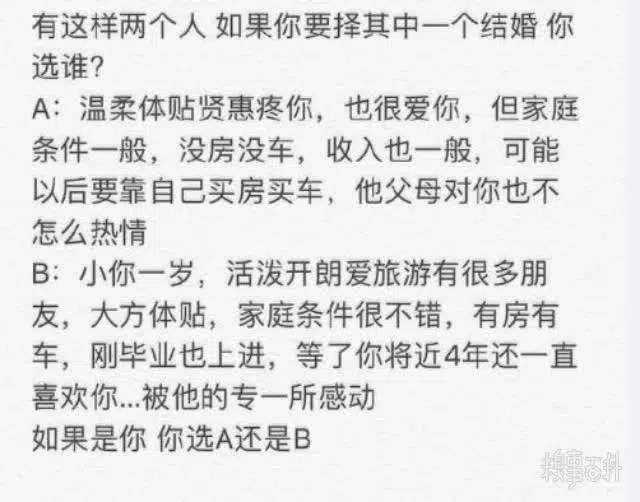 有这样两个人 如果你要择其中一个结婚 你
选谁？
A：温柔体贴贤惠疼你，也很爱你，但家庭
条件一般，没房没车，收入也一般，可能
以后要靠自己买房买车，他父母对你也不
怎么热情
B：小你一岁，活泼开朗爱旅游有很多朋
友，大方体贴，家庭条件很不错，有房有
车，刚毕业也上进，等了你将近4年还一直
喜欢你...被他的专一所感动
如果是你 你选A还是B
糗事百科